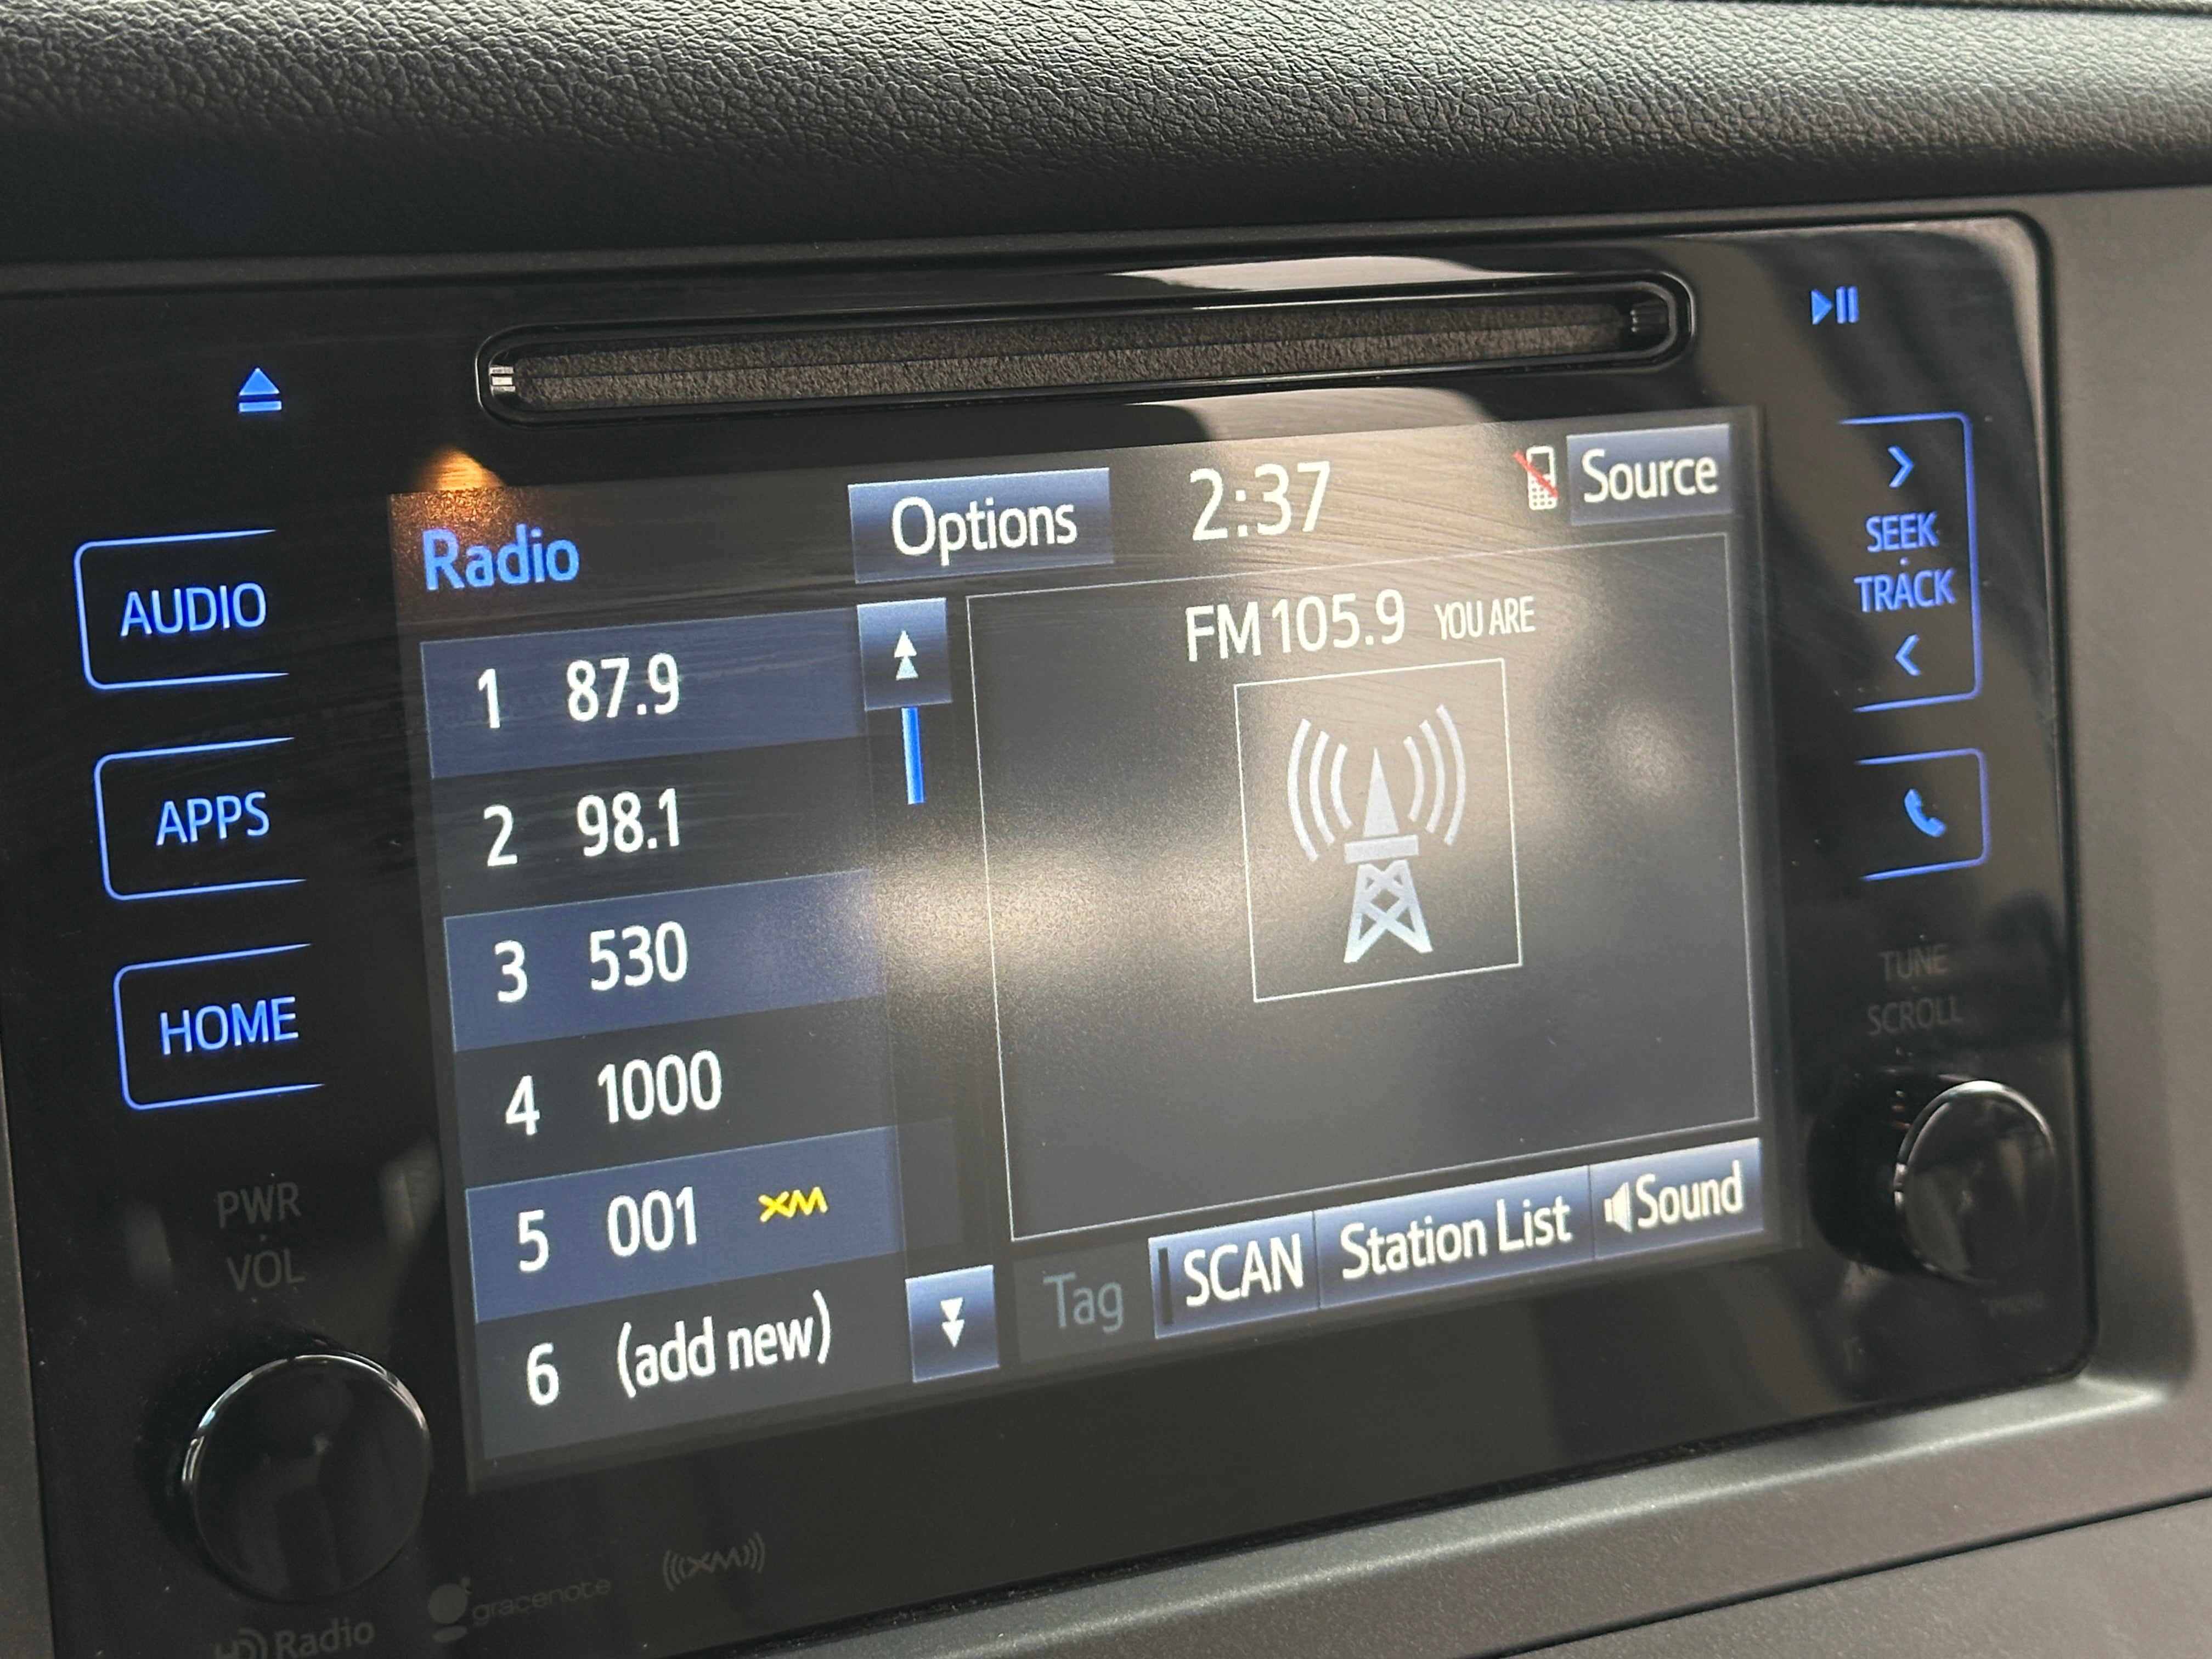 Radio
Options
2:37
Source
AUDIO
APPS
HOME
PWR
VOL
1 87.9
2 98.1
3 530
4 1000
5 001 XM
6 (add new)
FM 105.9 YOU ARE
Tag
SCAN
Station List
Sound
SEEK
TRACK
TUNE
SCROLL
HD Radio
gracenote
((XM))